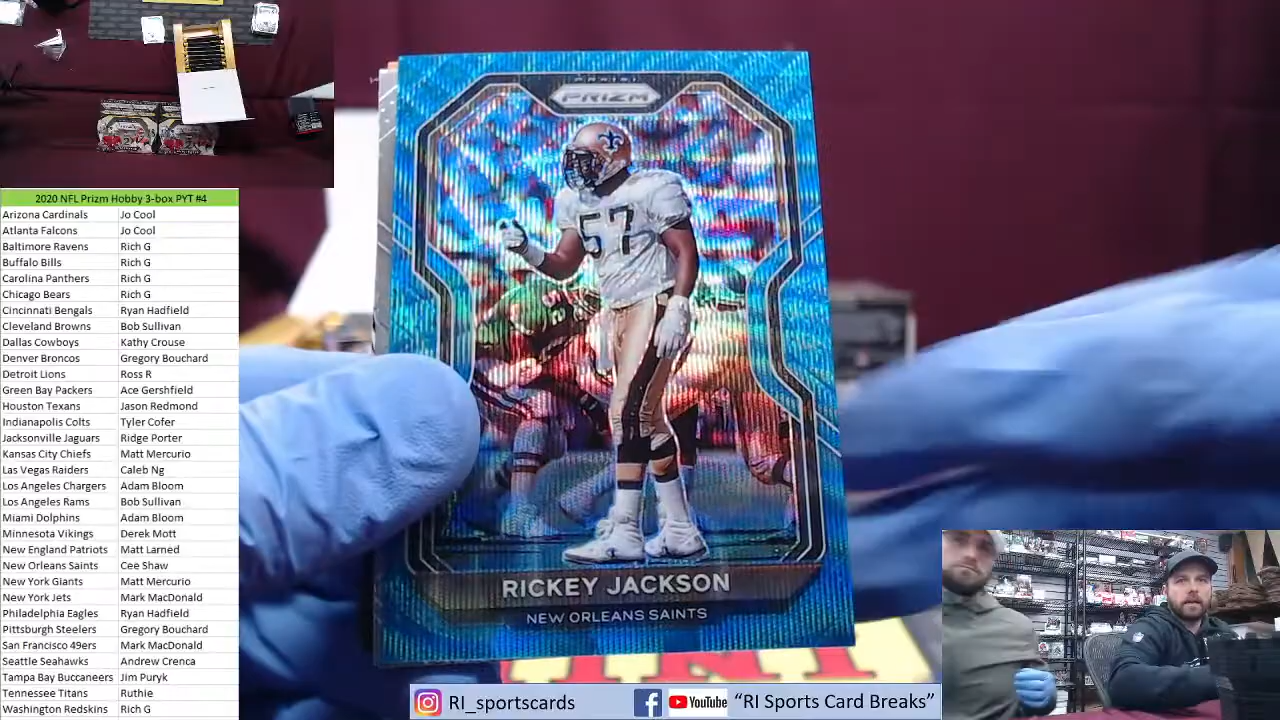 2020 NFL Prizm Hobby 3-box PYT #4
Arizona Cardinals Jo Cool
Atlanta Falcons Jo Cool
Baltimore Ravens Rich G
Buffalo Bills Rich G
Carolina Panthers Rich G
Chicago Bears Rich G
Cincinnati Bengals Ryan Hadfield
Cleveland Browns Bob Sullivan
Dallas Cowboys Kathy Crouse
Denver Broncos Gregory Bouchard
Detroit Lions Ross R
Green Bay Packers Ace Gershfield
Houston Texans Jason Redmond
Indianapolis Colts Tyler Cofer
Jacksonville Jaguars Ridge Porter
Kansas City Chiefs Matt Mercurio
Las Vegas Raiders Caleb Ng
Los Angeles Chargers Adam Bloom
Los Angeles Rams Bob Sullivan
Miami Dolphins Adam Bloom
Minnesota Vikings Derek Mott
New England Patriots Matt Larned
New Orleans Saints Cee Shaw
New York Giants Matt Mercurio
New York Jets Mark MacDonald
Philadelphia Eagles Ryan Hadfield
Pittsburgh Steelers Gregory Bouchard
San Francisco 49ers Mark MacDonald
Seattle Seahawks Andrew Crenca
Tampa Bay Buccaneers Jim Puryk
Tennessee Titans Ruthie
Washington Redskins Rich G
PANINI
PRIZM
57
RICKEY JACKSON
NEW ORLEANS SAINTS
RI_sportscards
YouTube "RI Sports Card Breaks"